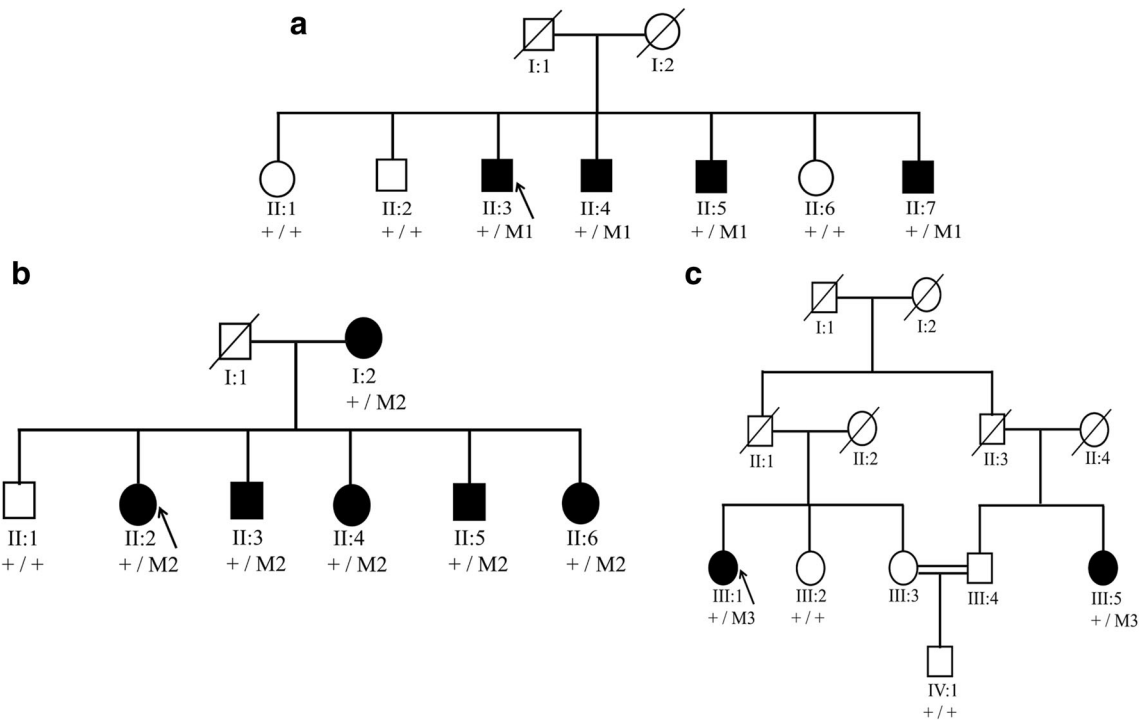 a
I:1 I:2
II:1 II:2 II:3 II:4 II:5 II:6 II:7
+ / + + / + + / M1 + / M1 + / M1 + / + + / M1
b
I:1 I:2
+ / M2
II:1 II:2 II:3 II:4 II:5 II:6
+ / + + / M2 + / M2 + / M2 + / M2 + / M2
c
I:1 I:2
II:1 II:2 II:3 II:4
III:1 III:2 III:3 III:4 III:5
+ / M3 + / + + / M3
IV:1
+ / +